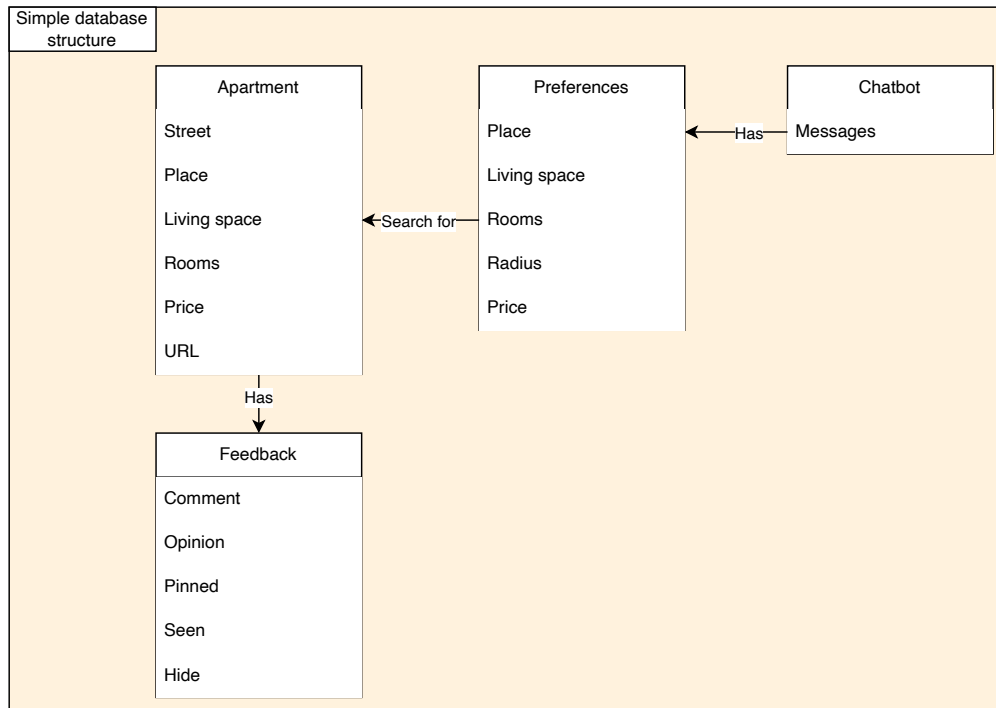 Simple database
structure
Apartment
Street
Place
Living space
Rooms
Price
URL
Search for
Preferences
Place
Living space
Rooms
Radius
Price
Has
Chatbot
Messages
Has
Feedback
Comment
Opinion
Pinned
Seen
Hide